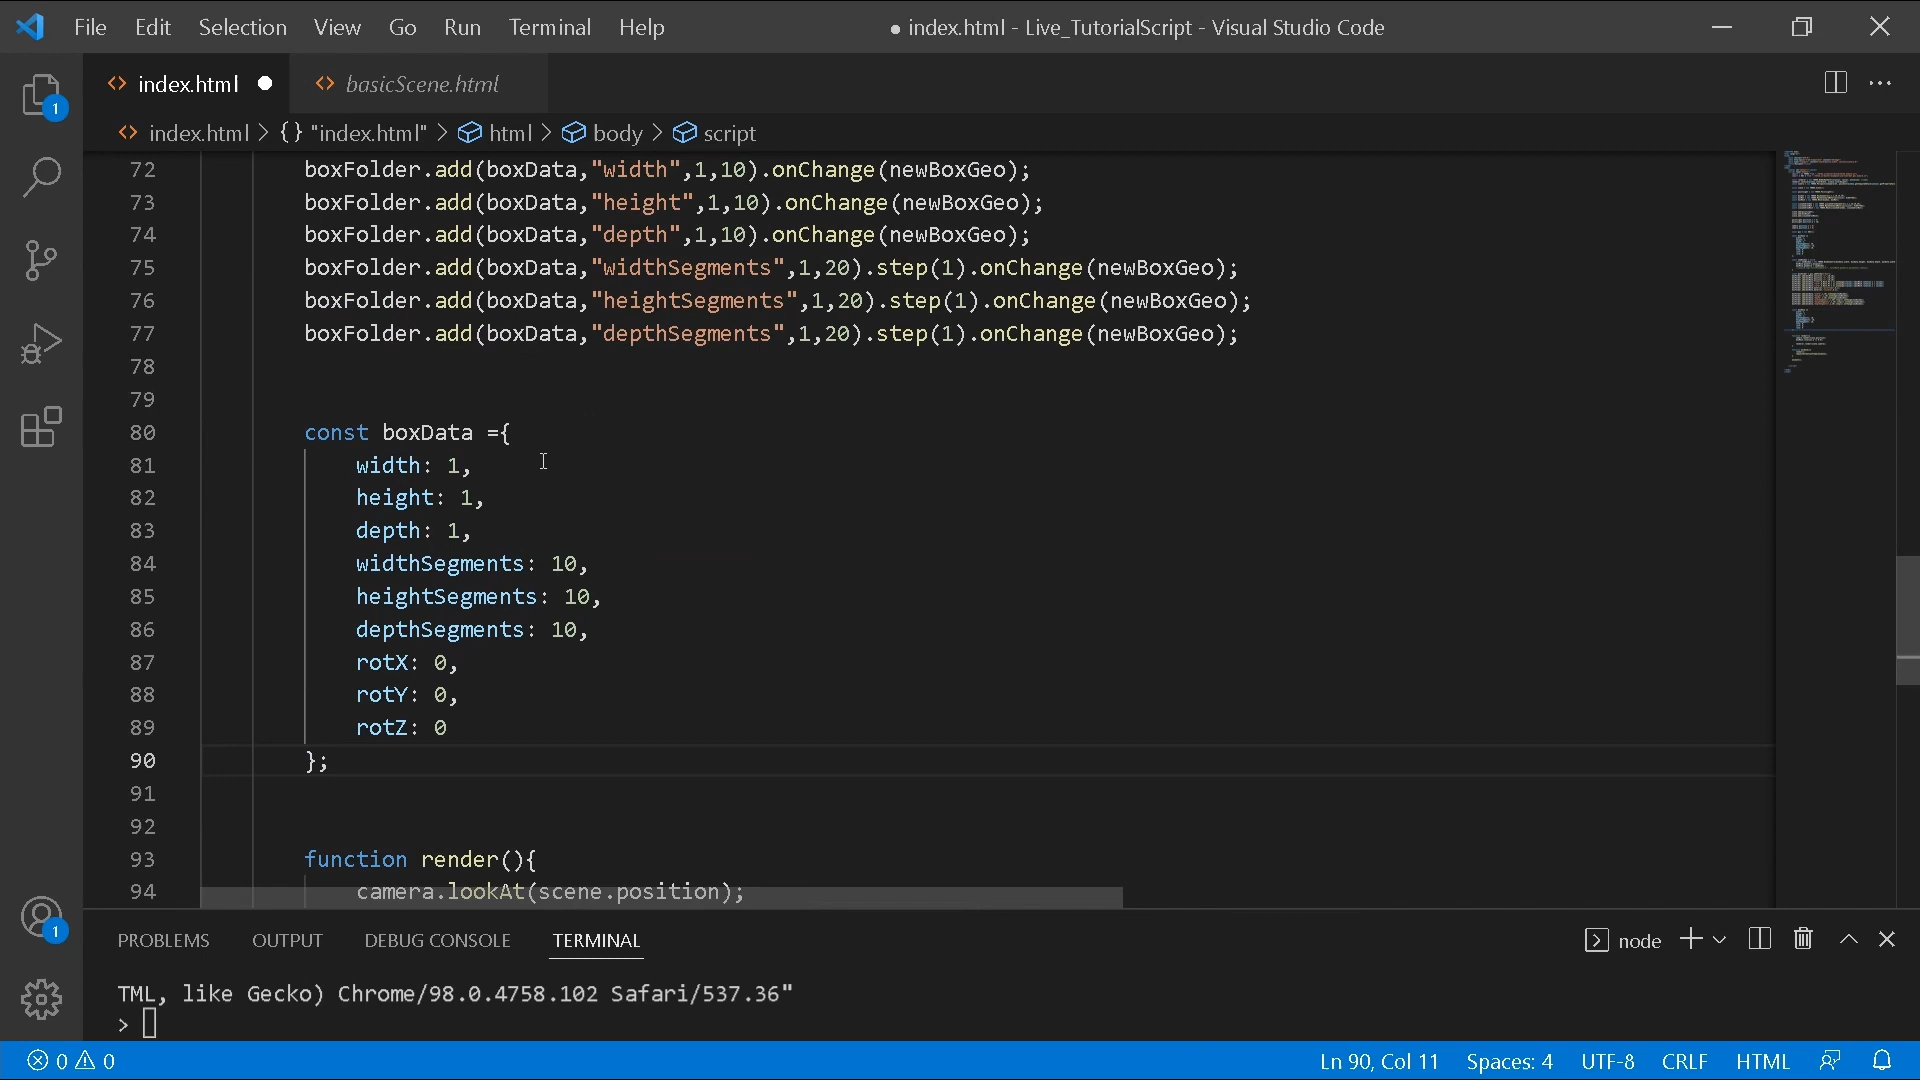 File Edit Selection View Go Run Terminal Help ● index.html - Live_TutorialScript - Visual Studio Code
<> index.html ● <> basicScene.html
<> index.html > {} "index.html" > html > body > script
72 boxFolder.add(boxData,"width",1,10).onChange(newBoxGeo);
73 boxFolder.add(boxData,"height",1,10).onChange(newBoxGeo);
74 boxFolder.add(boxData,"depth",1,10).onChange(newBoxGeo);
75 boxFolder.add(boxData,"widthSegments",1,20).step(1).onChange(newBoxGeo);
76 boxFolder.add(boxData,"heightSegments",1,20).step(1).onChange(newBoxGeo);
77 boxFolder.add(boxData,"depthSegments",1,20).step(1).onChange(newBoxGeo);
78
79
80 const boxData ={
81 width: 1,
82 height: 1,
83 depth: 1,
84 widthSegments: 10,
85 heightSegments: 10,
86 depthSegments: 10,
87 rotX: 0,
88 rotY: 0,
89 rotZ: 0
90 };
91
92
93 function render(){
94 camera.lookAt(scene.position);
1
1
PROBLEMS OUTPUT DEBUG CONSOLE TERMINAL node
TML, like Gecko) Chrome/98.0.4758.102 Safari/537.36"
>
0 0 Ln 90, Col 11 Spaces: 4 UTF-8 CRLF HTML